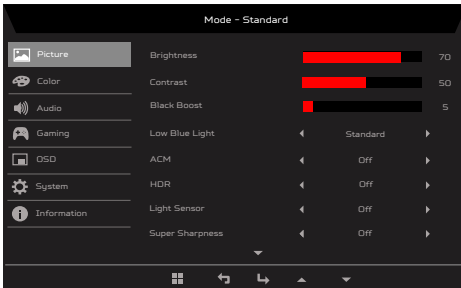 Mode - Standard
Picture
Brightness 70
Color
Contrast 50
Audio
Black Boost 5
Gaming
Low Blue Light Standard
OSD
ACM Off
System
HDR Off
Information
Light Sensor Off
Super Sharpness Off